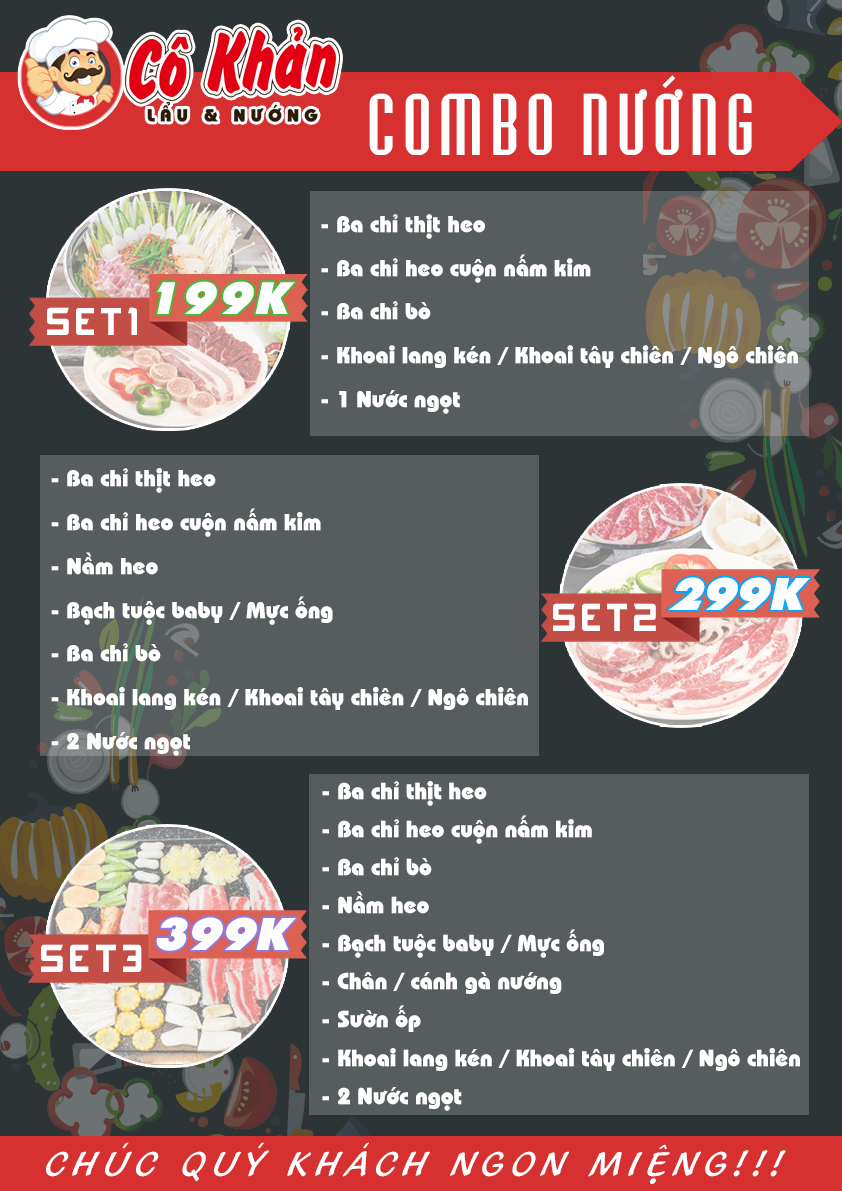 Cô Khản
LẨU & NƯỚNG
COMBO NƯỚNG
SET1
199K
- Ba chỉ thịt heo
- Ba chỉ heo cuộn nấm kim
- Ba chỉ bò
- Khoai lang kén / Khoai tây chiên / Ngô chiên
- 1 Nước ngọt
- Ba chỉ thịt heo
- Ba chỉ heo cuộn nấm kim
- Nầm heo
- Bạch tuộc baby / Mực ống
- Ba chỉ bò
- Khoai lang kén / Khoai tây chiên / Ngô chiên
- 2 Nước ngọt
SET2
299K
SET3
399K
- Ba chỉ thịt heo
- Ba chỉ heo cuộn nấm kim
- Ba chỉ bò
- Nầm heo
- Bạch tuộc baby / Mực ống
- Chân / cánh gà nướng
- Sườn ốp
- Khoai lang kén / Khoai tây chiên / Ngô chiên
- 2 Nước ngọt
CHÚC QUÝ KHÁCH NGON MIỆNG!!!